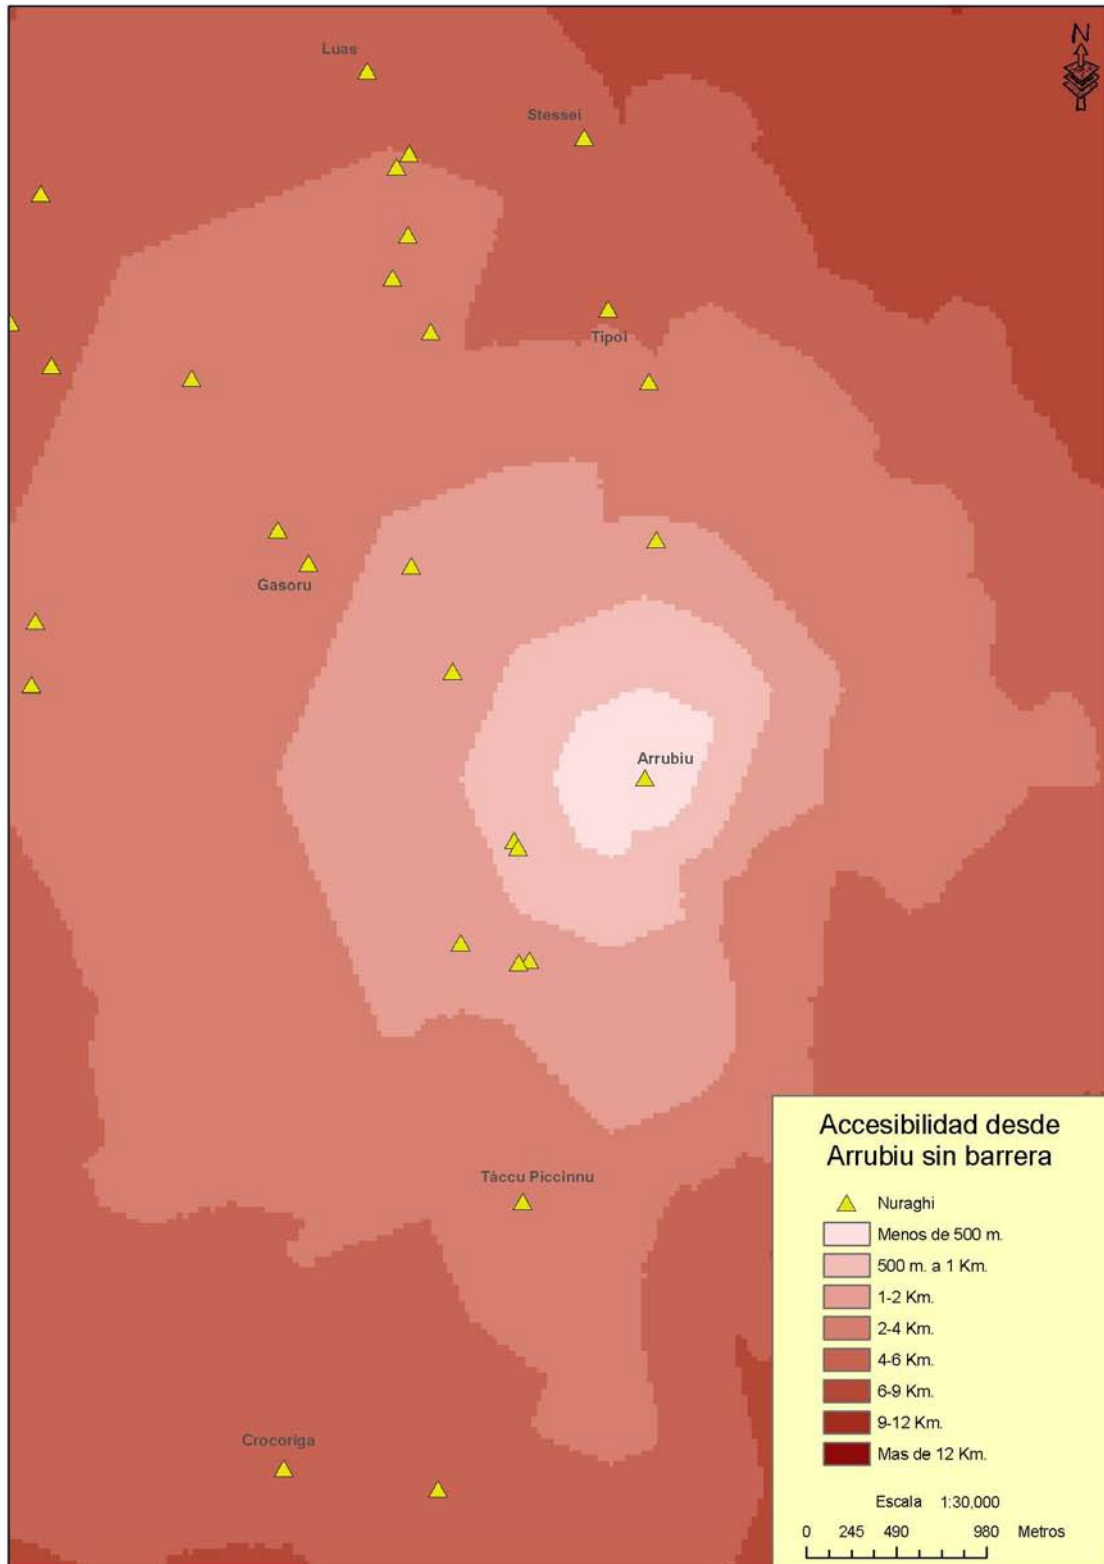 Luas
N
Stessei
Tipoi
Gasoru
Arrubiu
Tàccu Piccinnu
Crocoriga
Accesibilidad desde
Arrubiu sin barrera
Nuraghi
Menos de 500 m.
500 m. a 1 Km.
1-2 Km.
2-4 Km.
4-6 Km.
6-9 Km.
9-12 Km.
Mas de 12 Km.
Escala 1:30,000
0 245 490 980 Metros